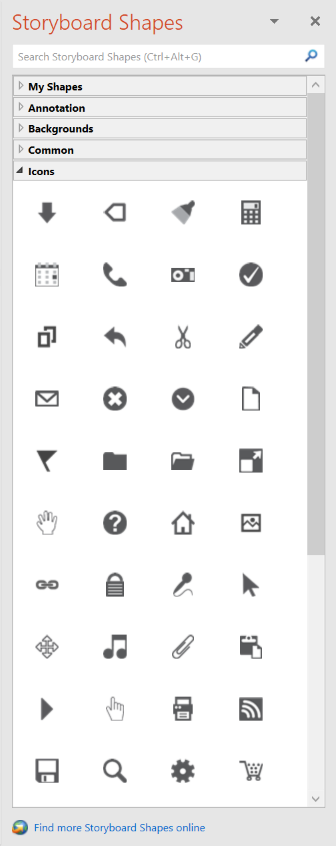 Storyboard Shapes
Search Storyboard Shapes (Ctrl+Alt+G)
My Shapes
Annotation
Backgrounds
Common
Icons
Find more Storyboard Shapes online